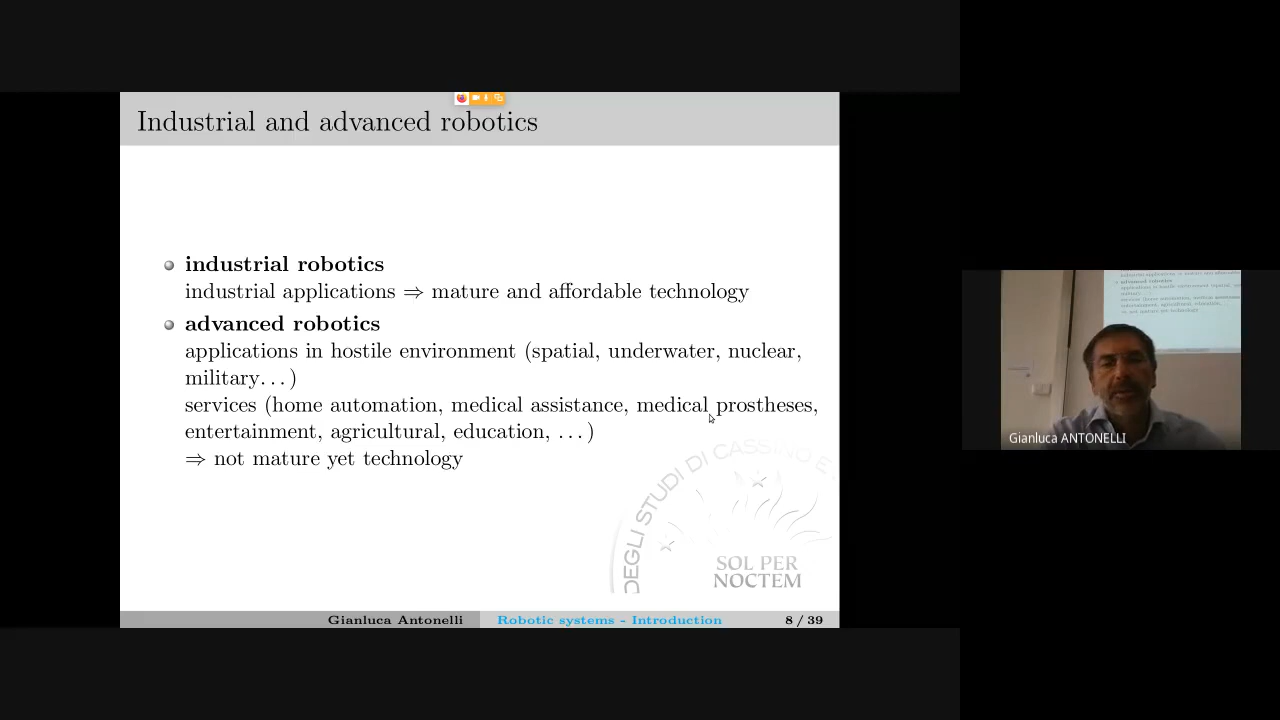 Industrial and advanced robotics
industrial robotics
industrial applications ⇒ mature and affordable technology
advanced robotics
applications in hostile environment (spatial, underwater, nuclear,
military...)
services (home automation, medical assistance, medical prostheses,
entertainment, agricultural, education, ...)
⇒ not mature yet technology
DEGLI STUDI DI CASSINO E
SOL PER
NOCTEM
Gianluca Antonelli
Robotic systems - Introduction
8 / 39
Gianluca ANTONELLI